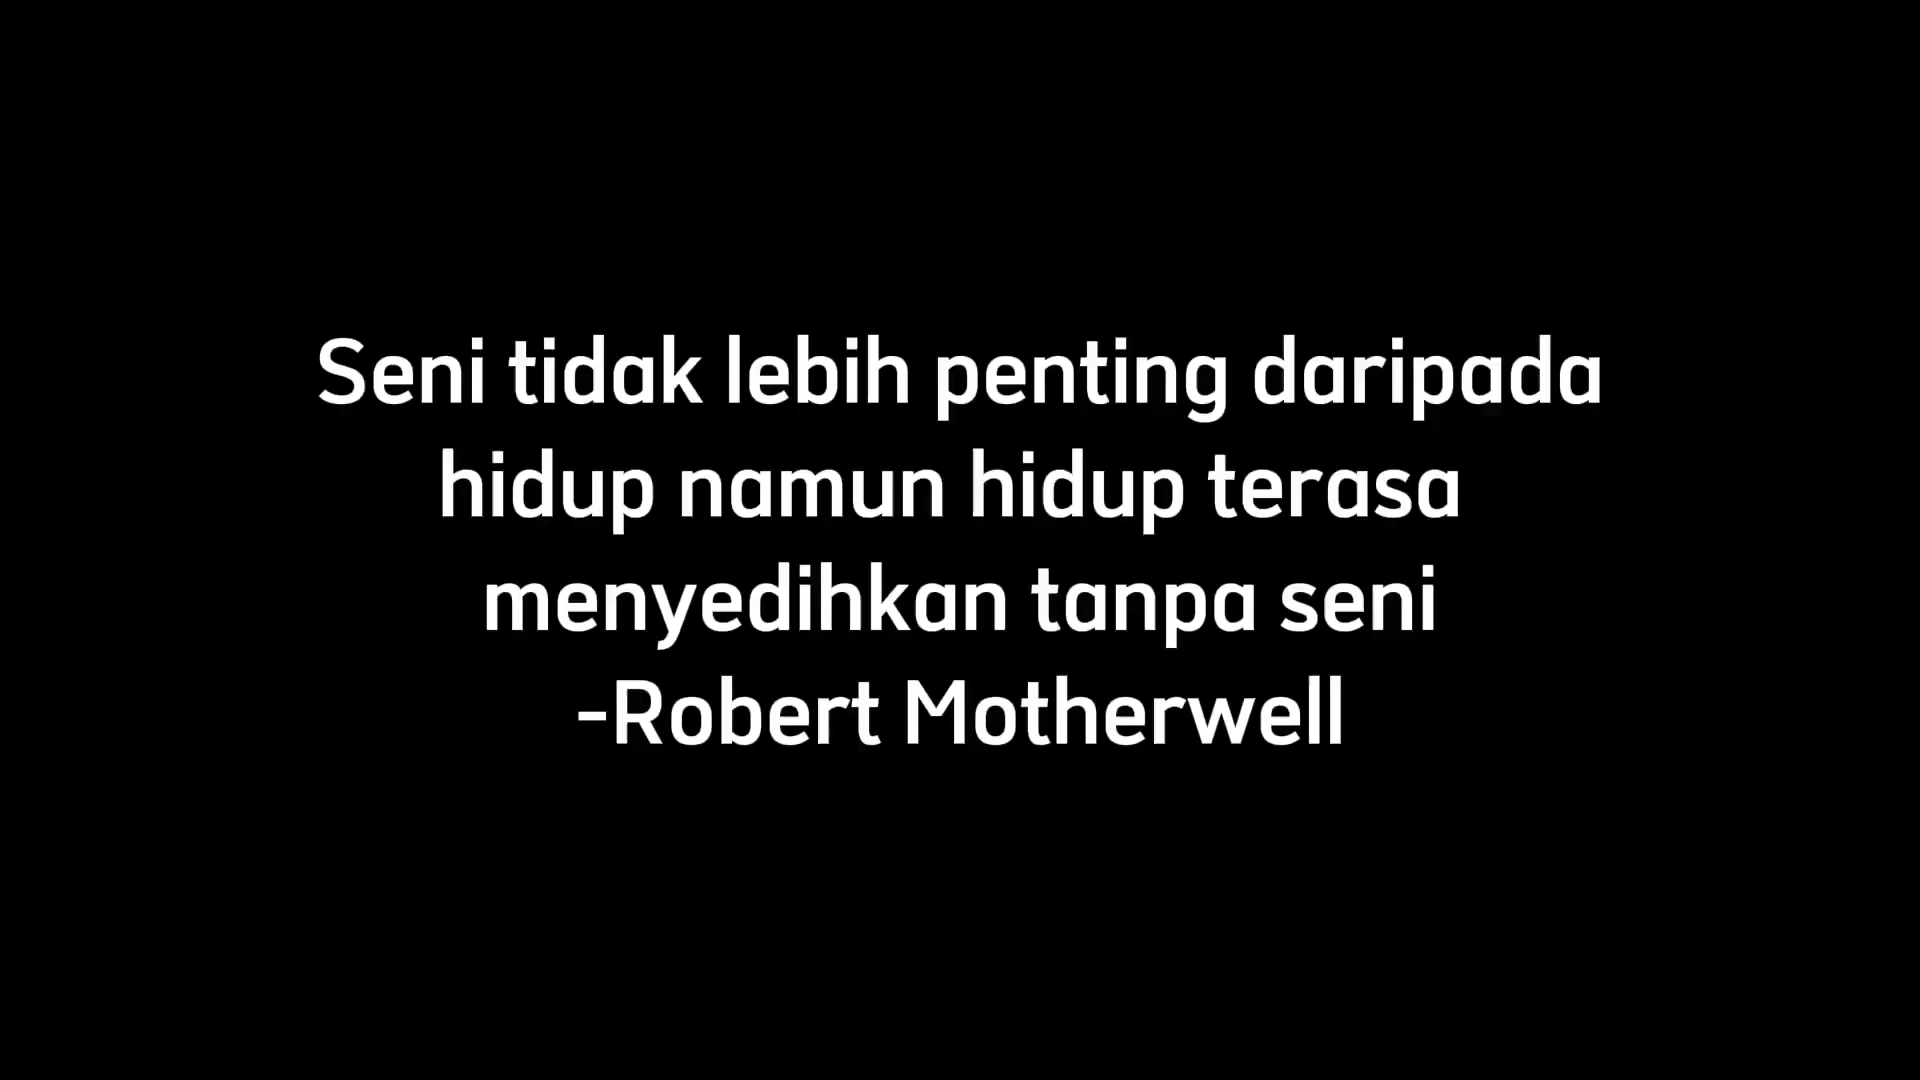 Seni tidak lebih penting daripada
hidup namun hidup terasa
menyedihkan tanpa seni
-Robert Motherwell